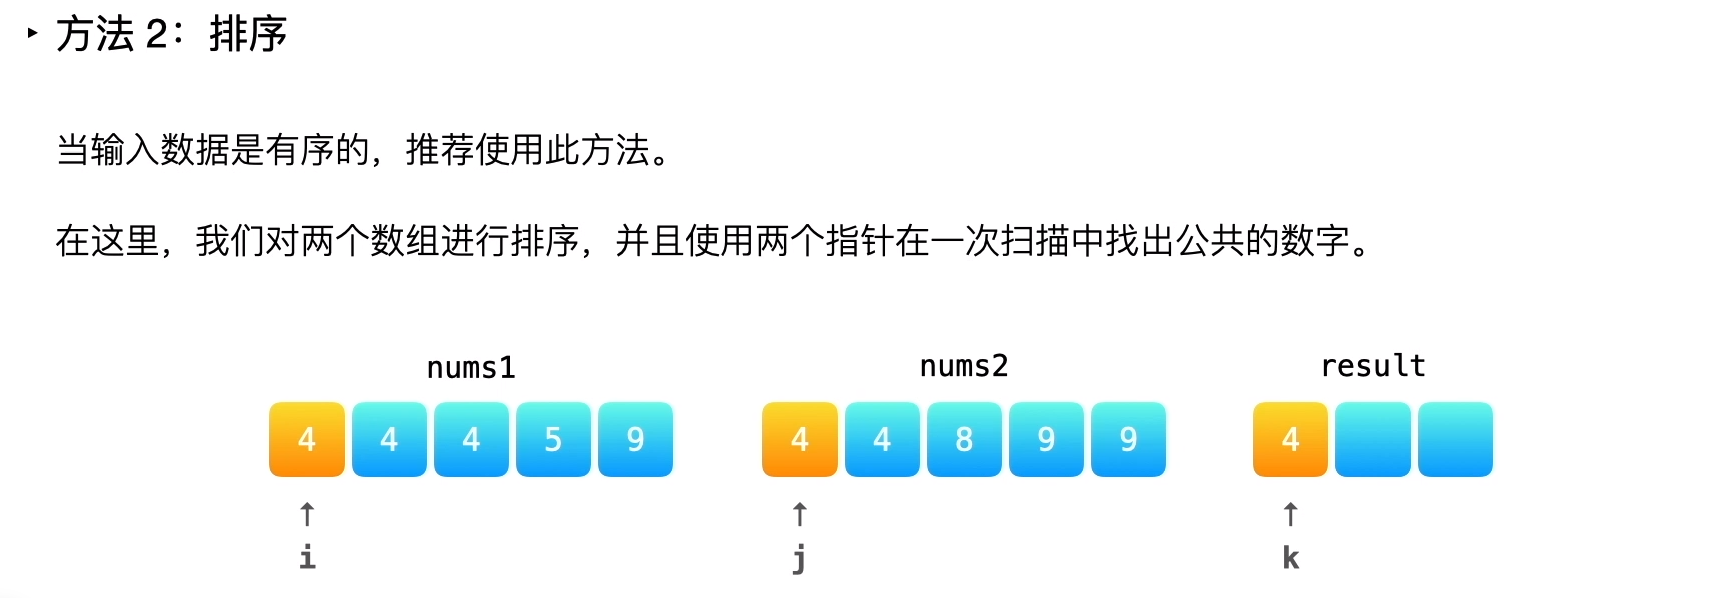 ▸ 方法 2：排序
当输入数据是有序的，推荐使用此方法。
在这里，我们对两个数组进行排序，并且使用两个指针在一次扫描中找出公共的数字。
nums1 nums2 result
4 4 4 5 9 4 4 8 9 9 4
↑ ↑ ↑
i j k